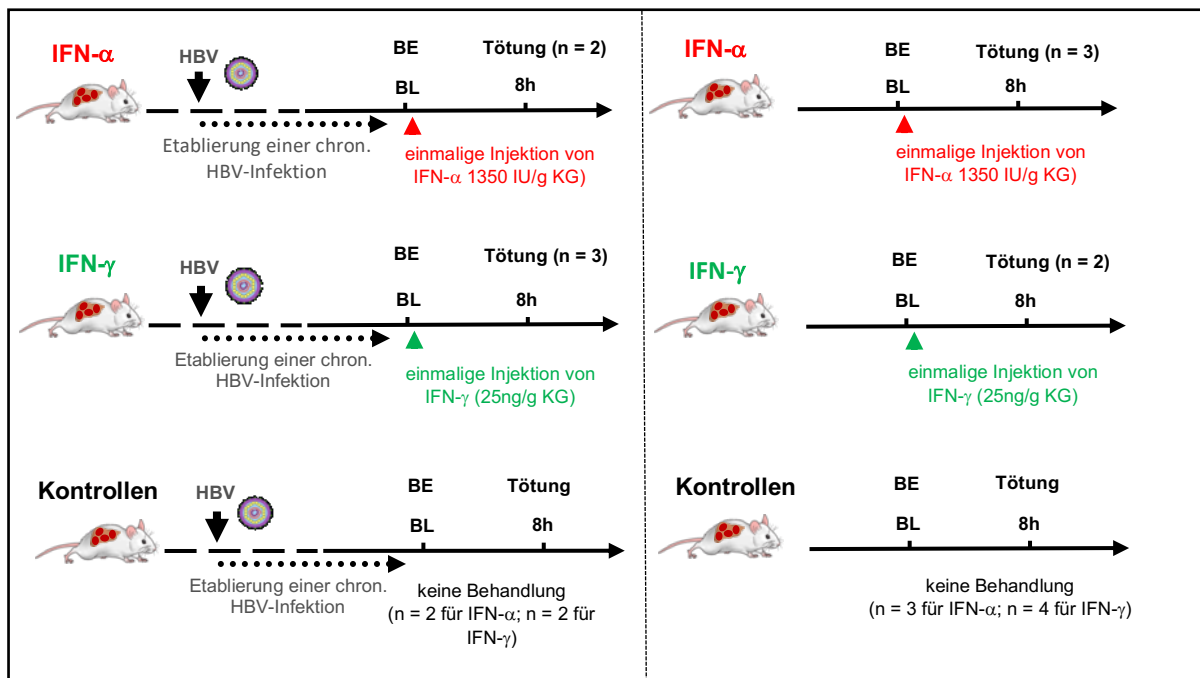 IFN-α
HBV
BE
Tötung (n = 2)
BL
8h
Etablierung einer chron.
HBV-Infektion
einmalige Injektion von
IFN-α 1350 IU/g KG)
IFN-γ
HBV
BE
Tötung (n = 3)
BL
8h
Etablierung einer chron.
HBV-Infektion
einmalige Injektion von
IFN-γ (25ng/g KG)
Kontrollen
HBV
BE
Tötung
BL
8h
Etablierung einer chron.
HBV-Infektion
keine Behandlung
(n = 2 für IFN-α; n = 2 für
IFN-γ)
IFN-α
BE
Tötung (n = 3)
BL
8h
einmalige Injektion von
IFN-α 1350 IU/g KG)
IFN-γ
BE
Tötung (n = 2)
BL
8h
einmalige Injektion von
IFN-γ (25ng/g KG)
Kontrollen
BE
Tötung
BL
8h
keine Behandlung
(n = 3 für IFN-α; n = 4 für IFN-γ)